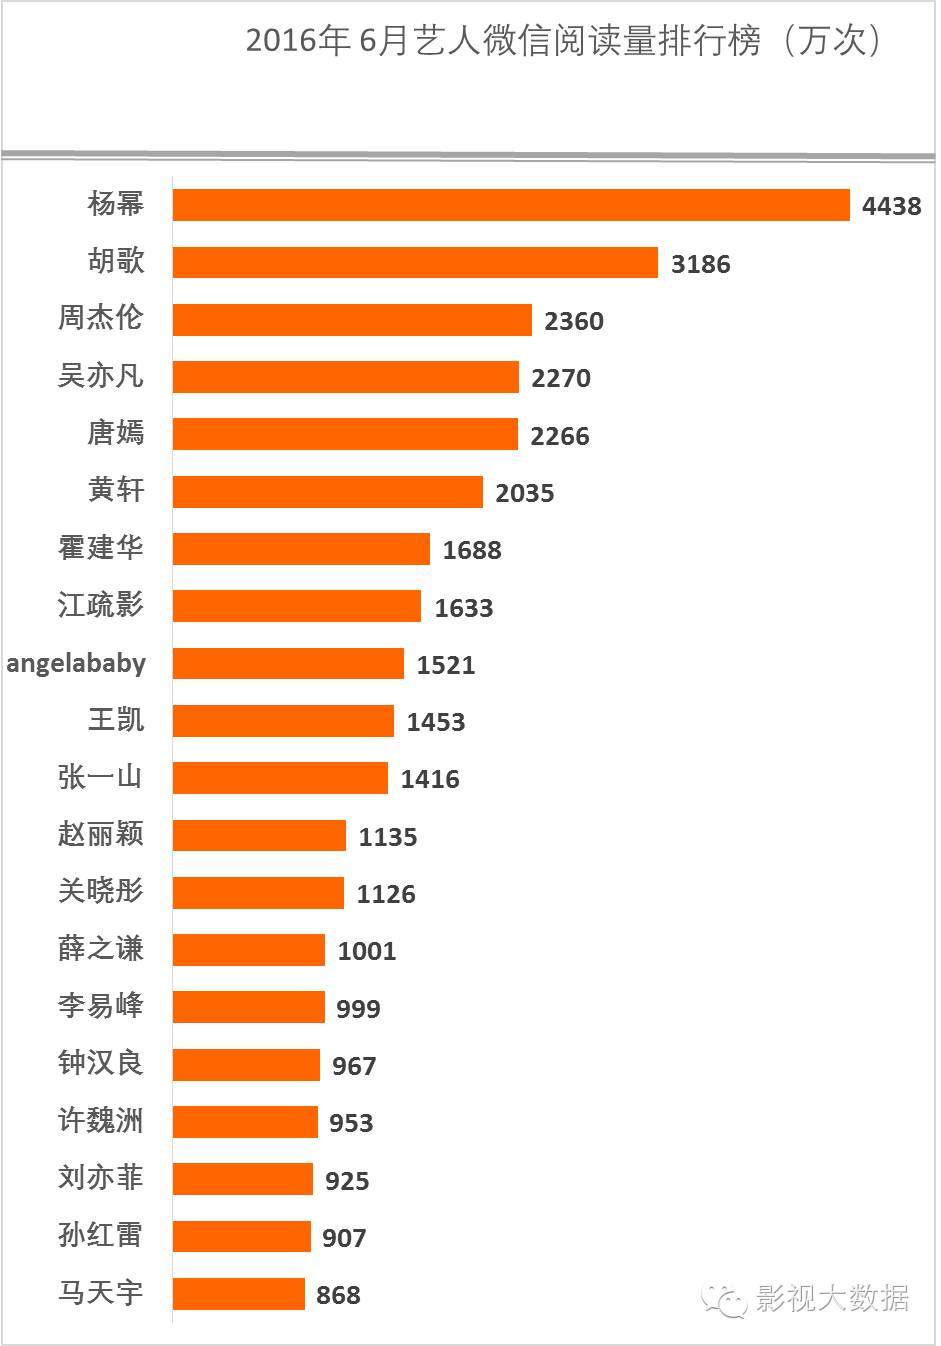 2016年 6月艺人微信阅读量排行榜（万次）
杨幂 4438
胡歌 3186
周杰伦 2360
吴亦凡 2270
唐嫣 2266
黄轩 2035
霍建华 1688
江疏影 1633
angelababy 1521
王凯 1453
张一山 1416
赵丽颖 1135
关晓彤 1126
薛之谦 1001
李易峰 999
钟汉良 967
许魏洲 953
刘亦菲 925
孙红雷 907
马天宇 868
影视大数据